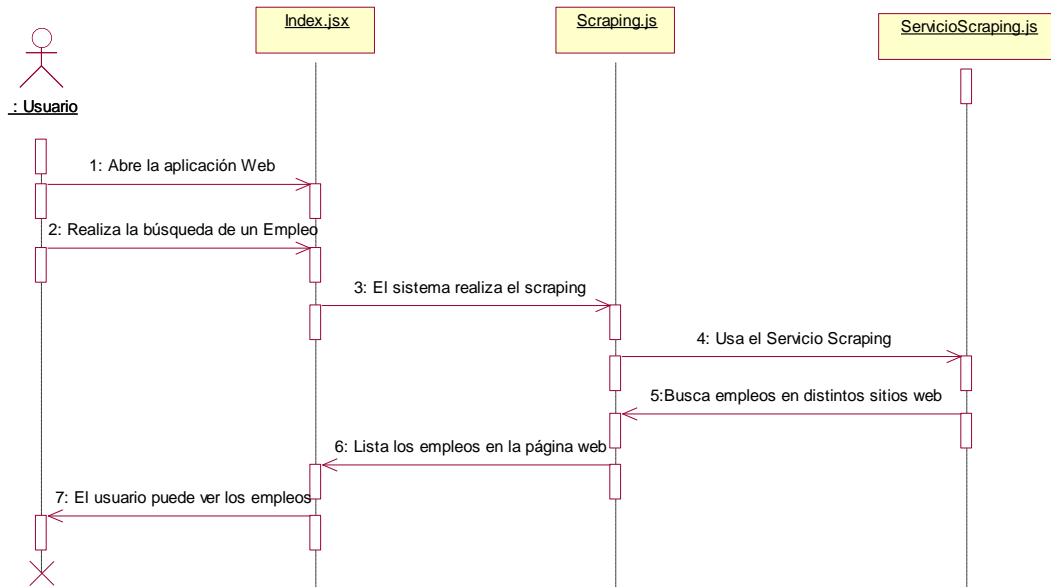 Index.jsx
Scraping.js
ServicioScraping.js
: Usuario
1: Abre la aplicación Web
2: Realiza la búsqueda de un Empleo
3: El sistema realiza el scraping
4: Usa el Servicio Scraping
5:Busca empleos en distintos sitios web
6: Lista los empleos en la página web
7: El usuario puede ver los empleos